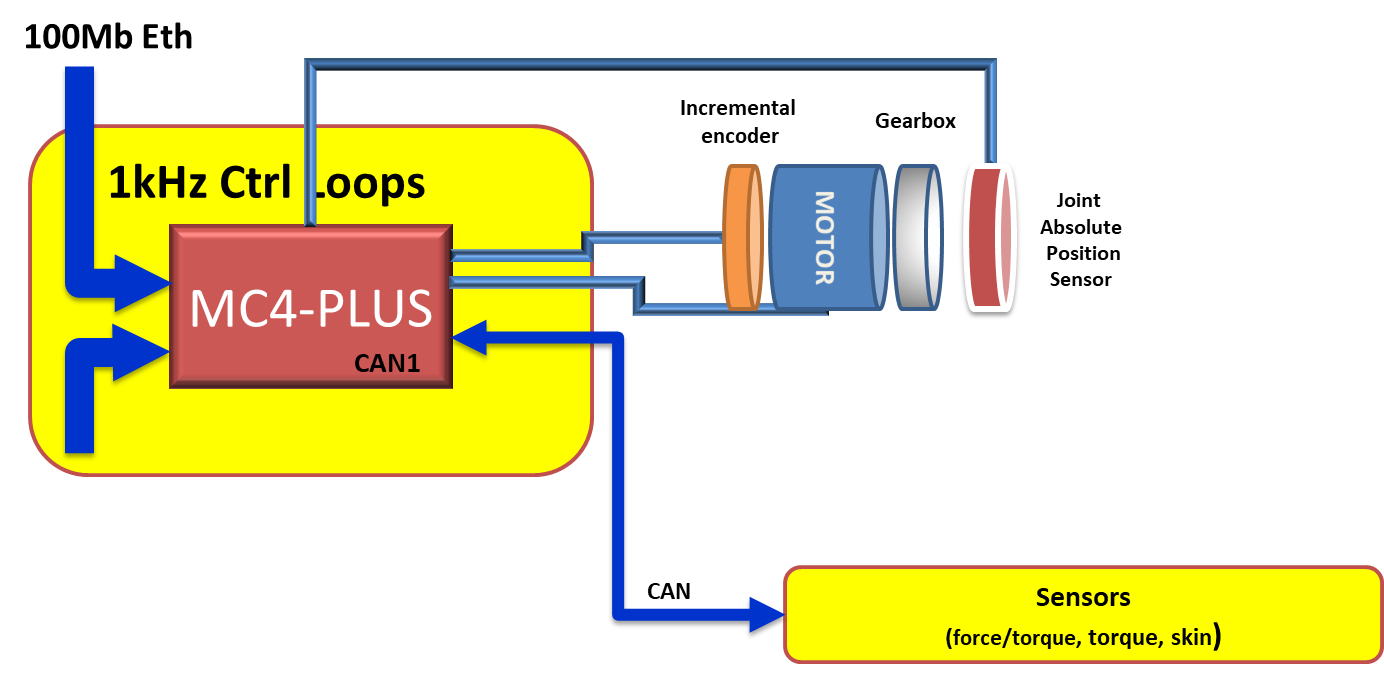 100Mb Eth
Incremental
encoder
Gearbox
1kHz Ctrl Loops
MOTOR
Joint
Absolute
Position
Sensor
MC4-PLUS
CAN1
CAN
Sensors
(force/torque, torque, skin)